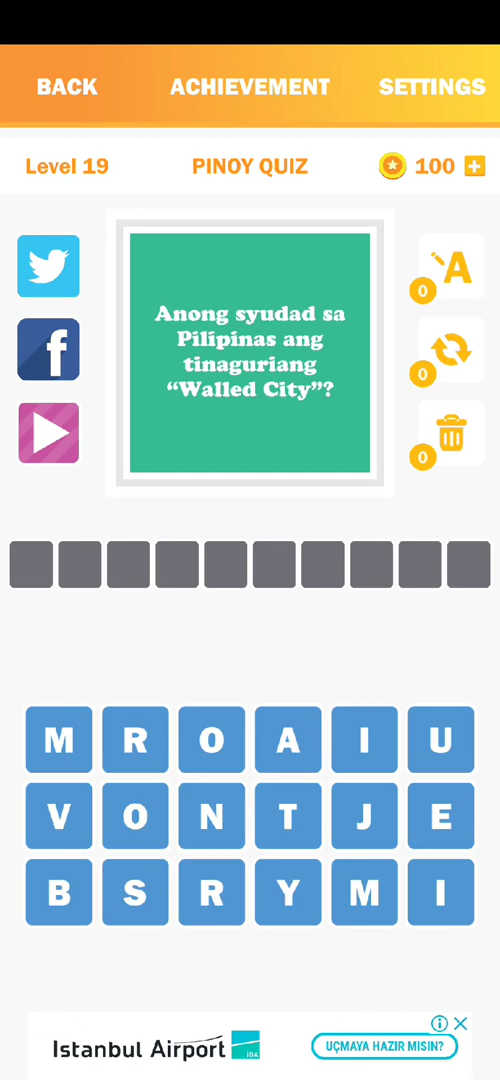 BACK ACHIEVEMENT SETTINGS
Level 19 PINOY QUIZ 100
Anong syudad sa
Pilipinas ang
tinaguriang
“Walled City”?
A
0
0
0
M R O A I U
V O N T J E
B S R Y M I
Istanbul Airport iGA
UÇMAYA HAZIR MISIN?